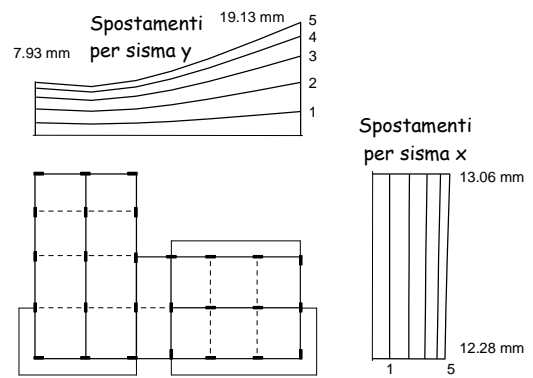 Spostamenti
per sisma y
7.93 mm
19.13 mm
5
4
3
2
1
Spostamenti
per sisma x
13.06 mm
12.28 mm
1
5